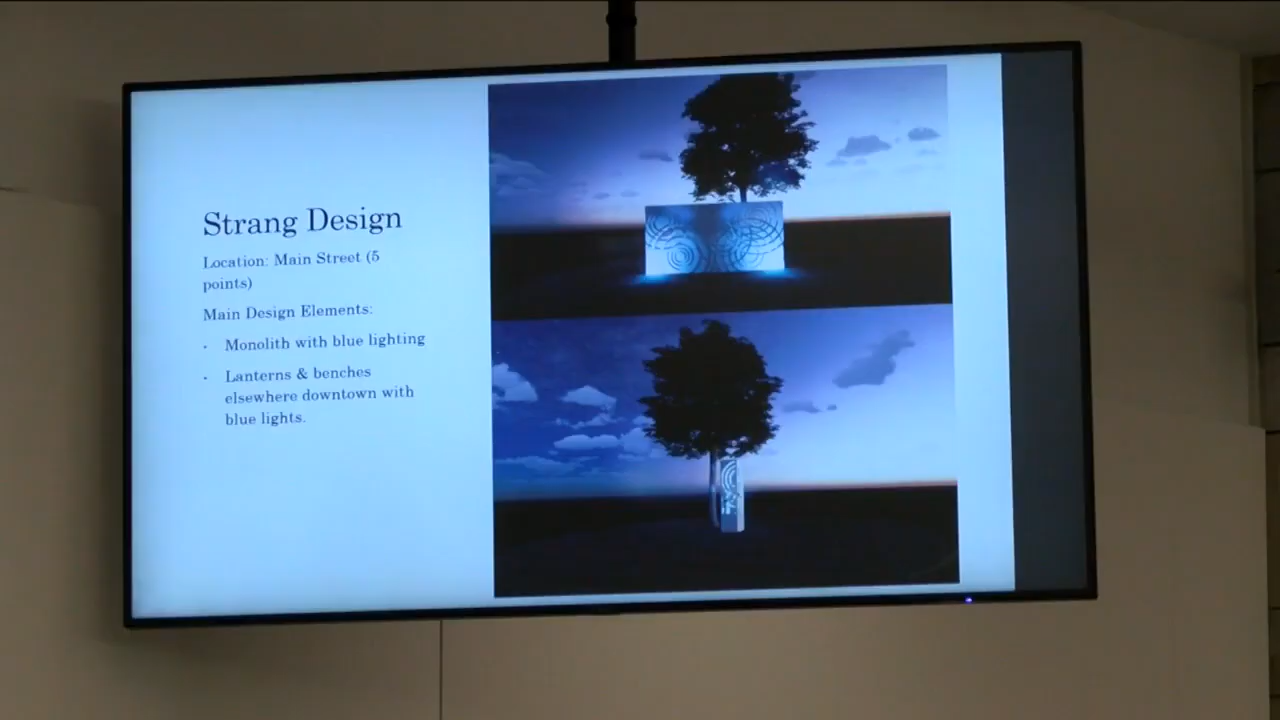 Strang Design
Location: Main Street (5
points)
Main Design Elements:
• Monolith with blue lighting
• Lanterns & benches
elsewhere downtown with
blue lights.